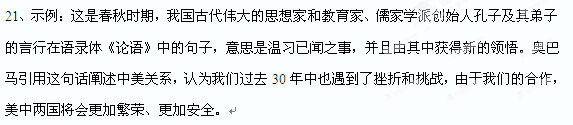 21、示例：这是春秋时期，我国古代伟大的思想家和教育家、儒家学派创始人孔子及其弟子
的言行在语录体《论语》中的句子，意思是温习已闻之事，并且由其中获得新的领悟。奥巴
马引用这句话阐述中美关系，认为我们过去 30 年中也遇到了挫折和挑战，由于我们的合作，
美中两国将会更加繁荣、更加安全。